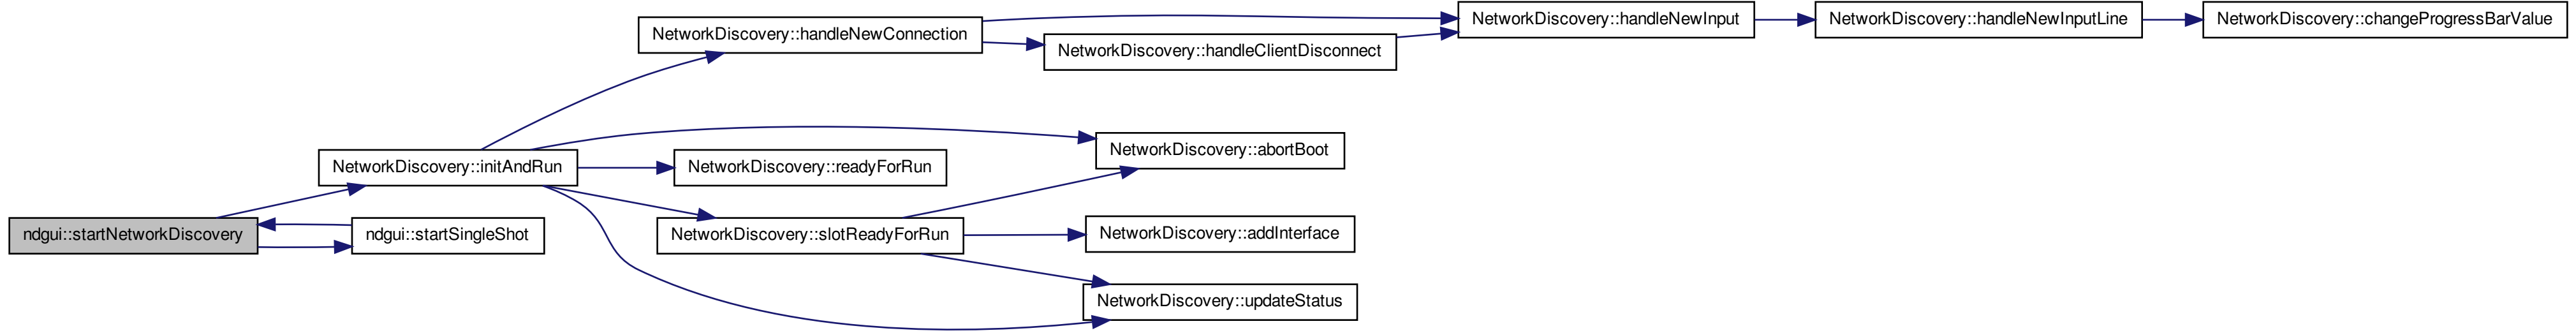 NetworkDiscovery::handleNewInput
NetworkDiscovery::handleNewInputLine
NetworkDiscovery::changeProgressBarValue
NetworkDiscovery::handleNewConnection
NetworkDiscovery::handleClientDisconnect
NetworkDiscovery::abortBoot
NetworkDiscovery::initAndRun
NetworkDiscovery::readyForRun
ndgui::startNetworkDiscovery
ndgui::startSingleShot
NetworkDiscovery::slotReadyForRun
NetworkDiscovery::addInterface
NetworkDiscovery::updateStatus